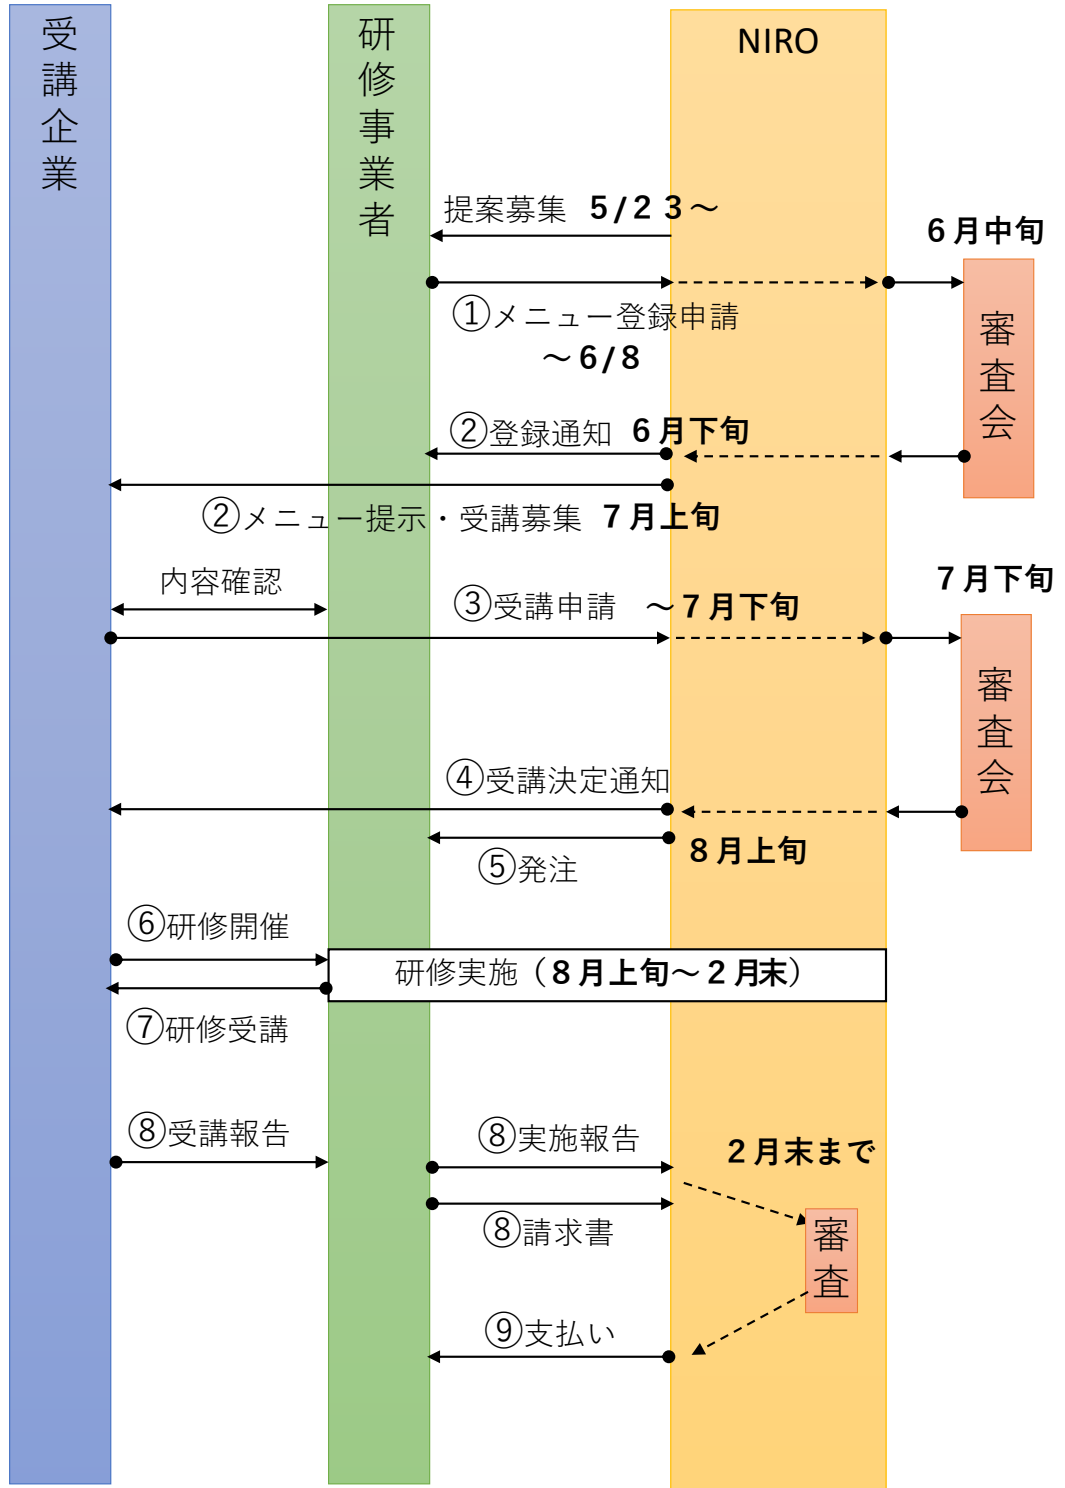 受講企業
研修事業者
NIRO
提案募集 5/23～
6月中旬
①メニュー登録申請
～6/8
審査会
②登録通知 6月下旬
②メニュー提示・受講募集 7月上旬
内容確認
③受講申請 ～7月下旬
7月下旬
審査会
④受講決定通知
⑤発注
8月上旬
⑥研修開催
研修実施（8月上旬～2月末）
⑦研修受講
⑧受講報告
⑧実施報告
2月末まで
⑧請求書
審査
⑨支払い